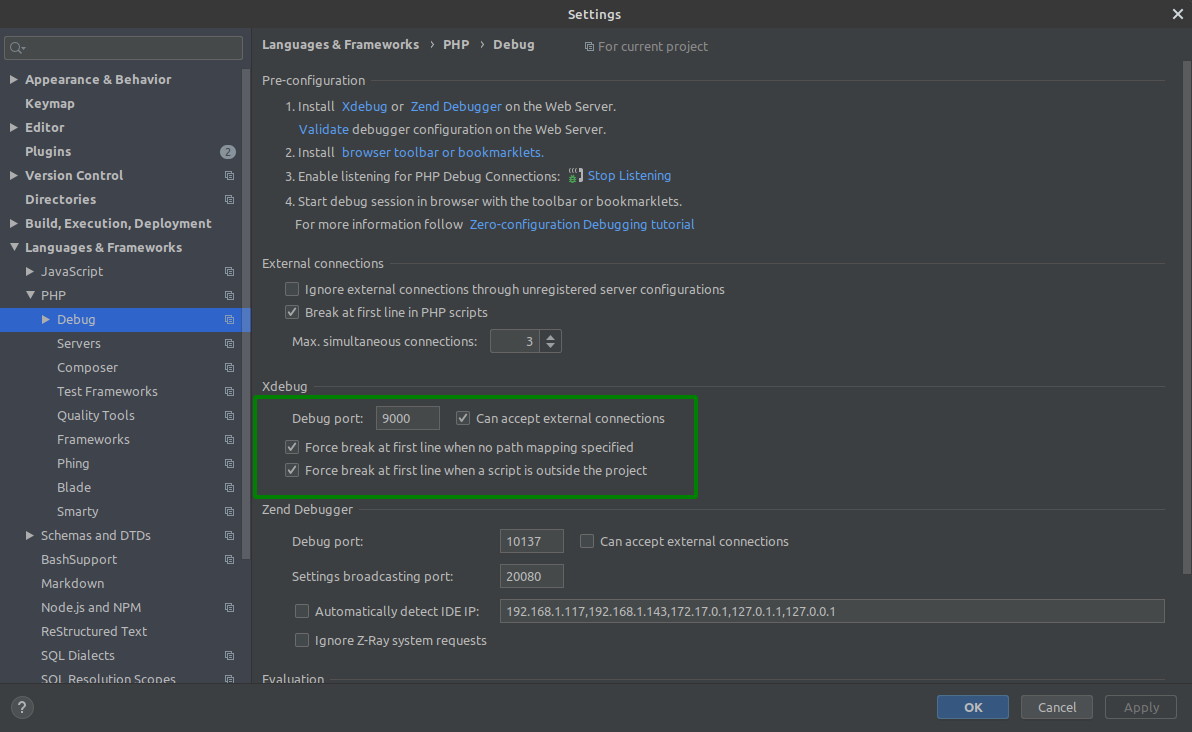 Settings
Languages & Frameworks › PHP › Debug For current project
Appearance & Behavior
Keymap
Editor
Plugins 2
Version Control
Directories
Build, Execution, Deployment
Languages & Frameworks
JavaScript
PHP
Debug
Servers
Composer
Test Frameworks
Quality Tools
Frameworks
Phing
Blade
Smarty
Schemas and DTDs
BashSupport
Markdown
Node.js and NPM
ReStructured Text
SQL Dialects
SQL Resolution Scopes
Pre-configuration
1. Install Xdebug or Zend Debugger on the Web Server.
Validate debugger configuration on the Web Server.
2. Install browser toolbar or bookmarklets.
3. Enable listening for PHP Debug Connections: Stop Listening
4. Start debug session in browser with the toolbar or bookmarklets.
For more information follow Zero-configuration Debugging tutorial
External connections
Ignore external connections through unregistered server configurations
Break at first line in PHP scripts
Max. simultaneous connections: 3
Xdebug
Debug port: 9000 Can accept external connections
Force break at first line when no path mapping specified
Force break at first line when a script is outside the project
Zend Debugger
Debug port: 10137 Can accept external connections
Settings broadcasting port: 20080
Automatically detect IDE IP: 192.168.1.117,192.168.1.143,172.17.0.1,127.0.1.1,127.0.0.1
Ignore Z-Ray system requests
Evaluation
? OK Cancel Apply